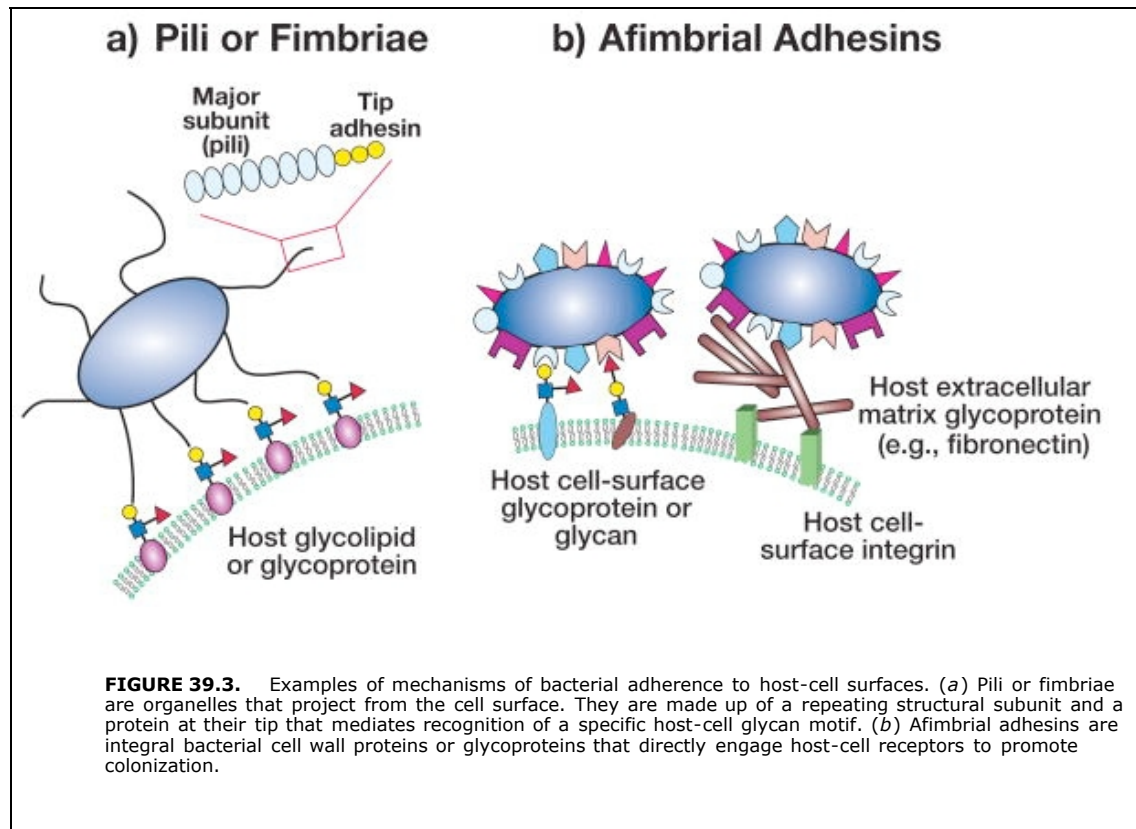 a) Pili or Fimbriae
b) Afimbrial Adhesins
Major
subunit
(pili)
Tip
adhesin
Host glycolipid
or glycoprotein
Host cell-surface
glycoprotein or
glycan
Host extracellular
matrix glycoprotein
(e.g., fibronectin)
Host cell-
surface integrin
FIGURE 39.3. Examples of mechanisms of bacterial adherence to host-cell surfaces. (a) Pili or fimbriae
are organelles that project from the cell surface. They are made up of a repeating structural subunit and a
protein at their tip that mediates recognition of a specific host-cell glycan motif. (b) Afimbrial adhesins are
integral bacterial cell wall proteins or glycoproteins that directly engage host-cell receptors to promote
colonization.